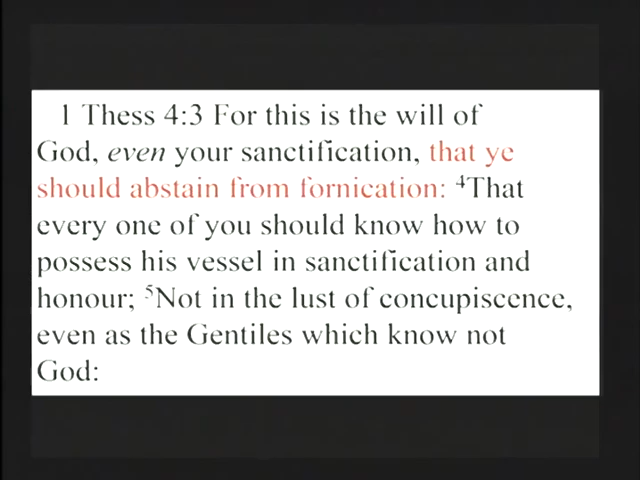 1 Thess 4:3 For this is the will of
God, even your sanctification, that ye
should abstain from fornication: ⁴That
every one of you should know how to
possess his vessel in sanctification and
honour; ⁵Not in the lust of concupiscence,
even as the Gentiles which know not
God: